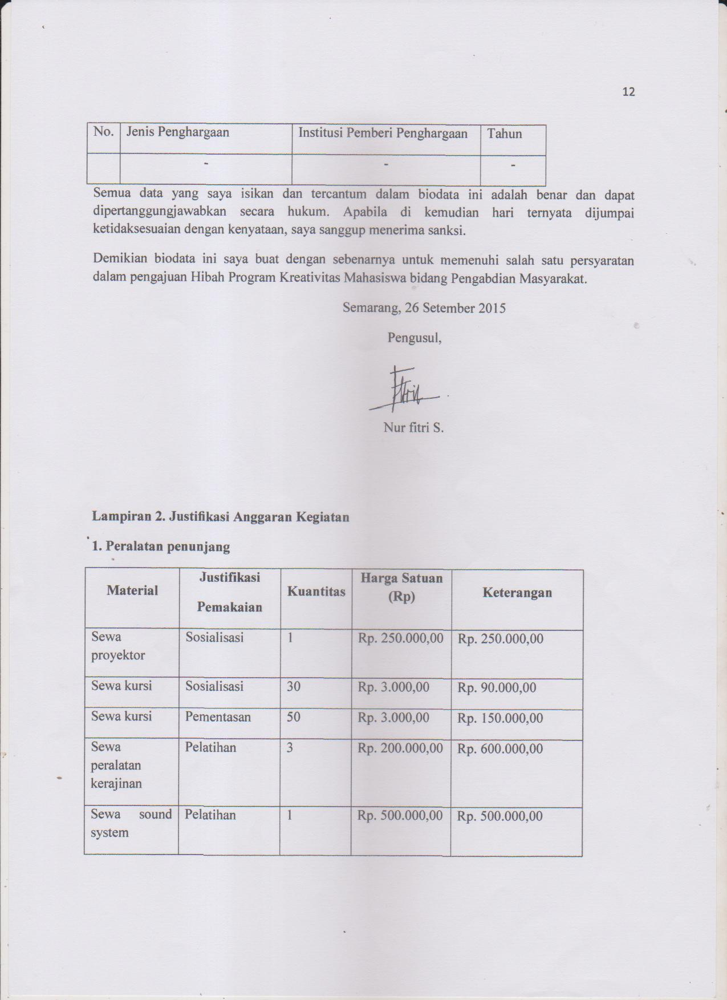 12
No. Jenis Penghargaan Institusi Pemberi Penghargaan Tahun
- - -
Semua data yang saya isikan dan tercantum dalam biodata ini adalah benar dan dapat
dipertanggungjawabkan secara hukum. Apabila di kemudian hari ternyata dijumpai
ketidaksesuaian dengan kenyataan, saya sanggup menerima sanksi.
Demikian biodata ini saya buat dengan sebenarnya untuk memenuhi salah satu persyaratan
dalam pengajuan Hibah Program Kreativitas Mahasiswa bidang Pengabdian Masyarakat.
Semarang, 26 Setember 2015
Pengusul,
Nur fitri S.
Lampiran 2. Justifikasi Anggaran Kegiatan
1. Peralatan penunjang
Material Justifikasi Pemakaian Kuantitas Harga Satuan (Rp) Keterangan
Sewa proyektor Sosialisasi 1 Rp. 250.000,00 Rp. 250.000,00
Sewa kursi Sosialisasi 30 Rp. 3.000,00 Rp. 90.000,00
Sewa kursi Pementasan 50 Rp. 3.000,00 Rp. 150.000,00
Sewa peralatan kerajinan Pelatihan 3 Rp. 200.000,00 Rp. 600.000,00
Sewa sound system Pelatihan 1 Rp. 500.000,00 Rp. 500.000,00